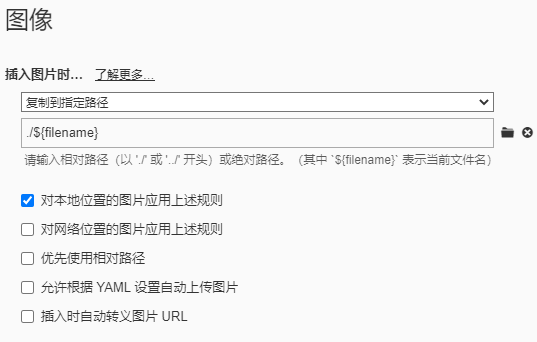 图像
插入图片时… 了解更多…
复制到指定路径
./${filename}
请输入相对路径（以 './' 或 '../' 开头）或绝对路径。（其中 `${filename}` 表示当前文件名）
对本地位置的图片应用上述规则
对网络位置的图片应用上述规则
优先使用相对路径
允许根据 YAML 设置自动上传图片
插入时自动转义图片 URL